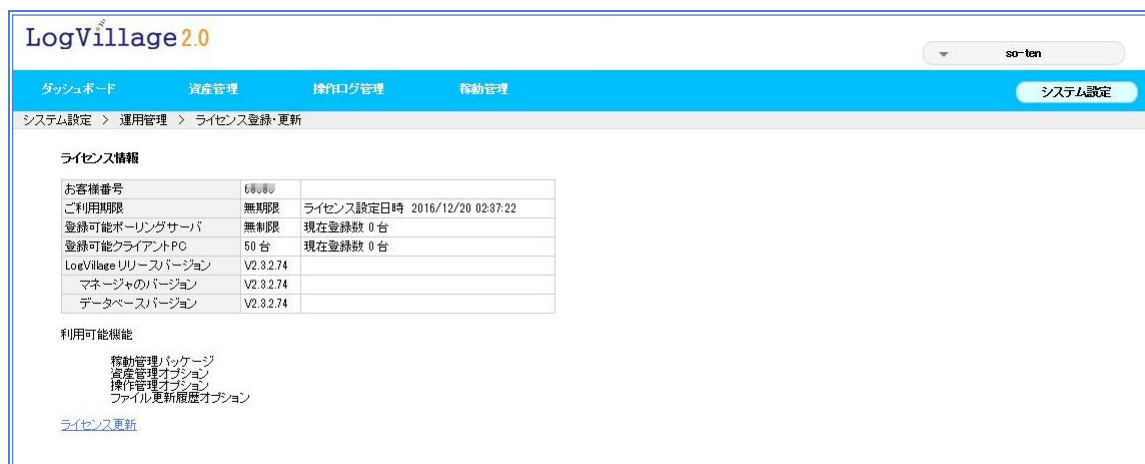 LogVillage 2.0
so-ten
ダッシュボード 資産管理 操作ログ管理 稼動管理 システム設定
システム設定 > 運用管理 > ライセンス登録・更新
ライセンス情報
お客様番号
ご利用期限 無期限 ライセンス設定日時 2016/12/20 02:37:22
登録可能ポーリングサーバ 無制限 現在登録数 0 台
登録可能クライアントPC 50 台 現在登録数 0 台
LogVillage リリースバージョン V2.3.2.74
マネージャのバージョン V2.3.2.74
データベースバージョン V2.3.2.74
利用可能機能
稼動管理パッケージ
資産管理オプション
操作管理オプション
ファイル更新履歴オプション
ライセンス更新